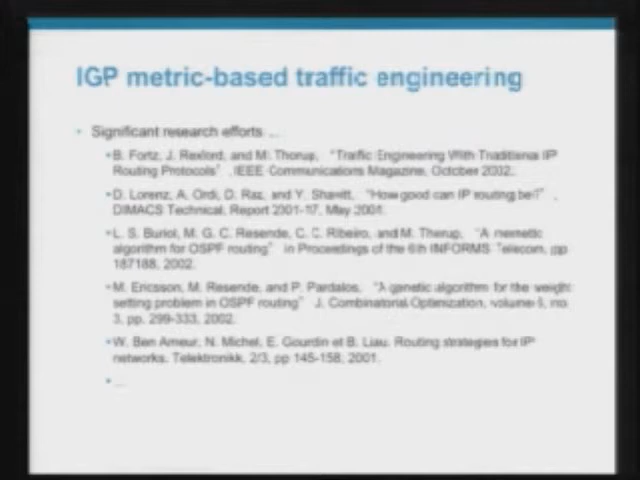 IGP metric-based traffic engineering
• Significant research efforts ...
• B. Fortz, J. Rexford, and M. Thorup, "Traffic Engineering With Traditional IP
Routing Protocols", IEEE Communications Magazine, October 2002.
• D. Lorenz, A. Ordi, D. Raz, and Y. Shavitt, "How good can IP routing be?",
DIMACS Technical, Report 2001-17, May 2001.
• L. S. Buriol, M. G. C. Resende, C. C. Ribeiro, and M. Thorup, "A memetic
algorithm for OSPF routing" in Proceedings of the 6th INFORMS Telecom, pp
187188, 2002.
• M. Ericsson, M. Resende, and P. Pardalos, "A genetic algorithm for the weight
setting problem in OSPF routing" J. Combinatorial Optimization, volume 6, no.
3, pp. 299-333, 2002.
• W. Ben Ameur, N. Michel, E. Gourdin et B. Liau. Routing strategies for IP
networks. Telektronikk, 2/3, pp 145-158, 2001.
• ...